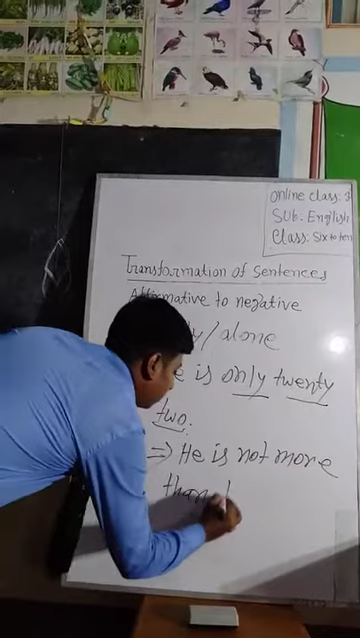 Online class: 3
Sub: English
Class: Six to ten
Transformation of Sentences
Affirmative to negative
/ alone
is only twenty
two.
⇒ He is not more
than